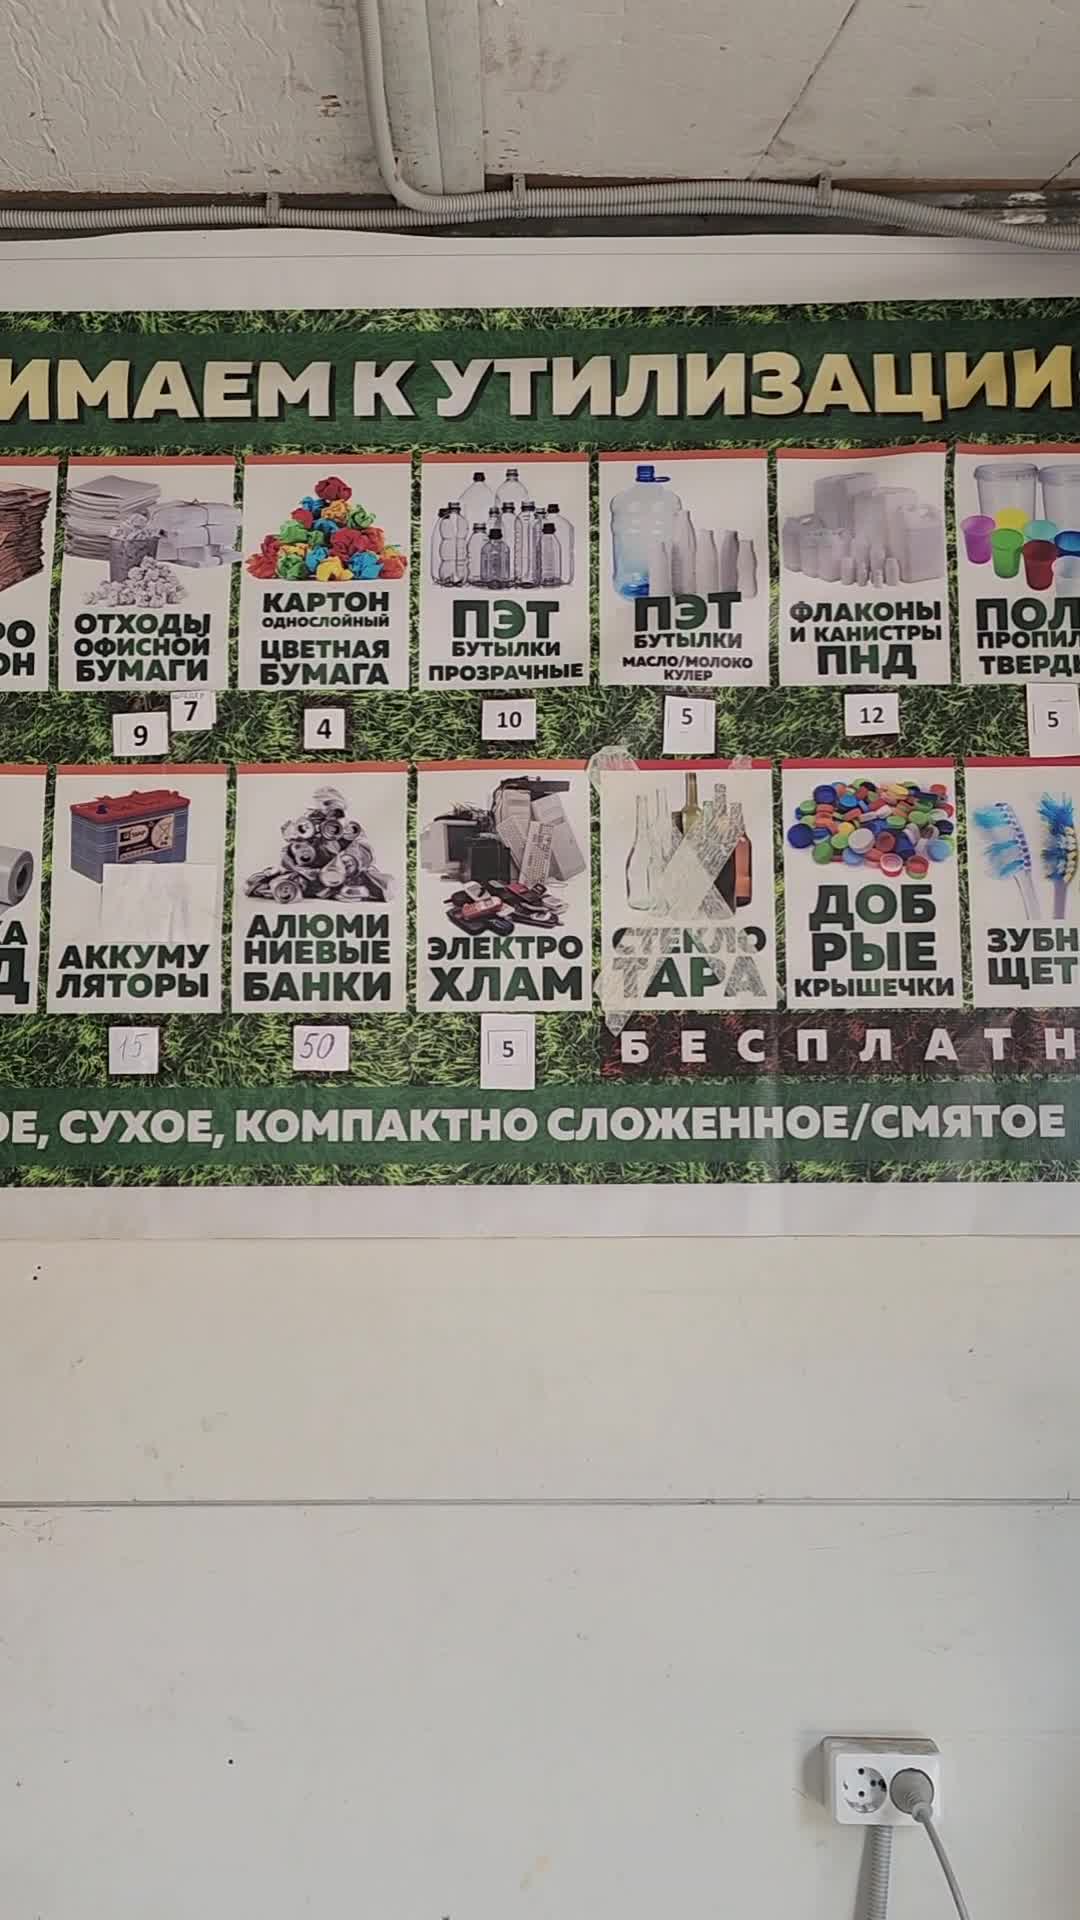 ИМАЕМ К УТИЛИЗАЦИИ
РО
ОН
ОТХОДЫ
ОФИСНОЙ
БУМАГИ
КАРТОН
ОДНОСЛОЙНЫЙ
ЦВЕТНАЯ
БУМАГА
ПЭТ
БУТЫЛКИ
ПРОЗРАЧНЫЕ
ПЭТ
БУТЫЛКИ
МАСЛО/МОЛОКО
КУЛЕР
ФЛАКОНЫ
И КАНИСТРЫ
ПНД
ПОЛ
ПРОПИЛ
ТВЕРДЫ
9
7
4
10
5
12
5
КА
Д
АККУМУ
ЛЯТОРЫ
АЛЮМИ
НИЕВЫЕ
БАНКИ
ЭЛЕКТРО
ХЛАМ
СТЕКЛО
ТАРА
ДОБ
РЫЕ
КРЫШЕЧКИ
ЗУБН
ЩЕТ
15
50
5
БЕСПЛАТН
ОЕ, СУХОЕ, КОМПАКТНО СЛОЖЕННОЕ/СМЯТОЕ